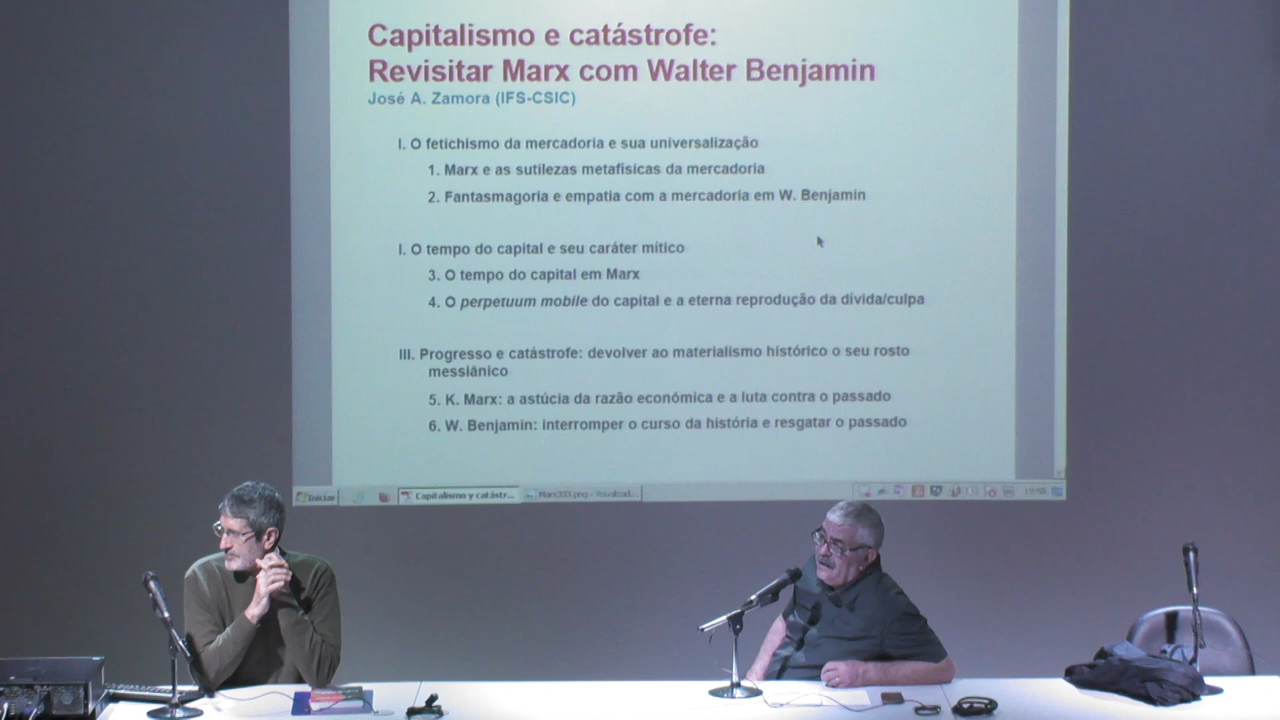 Capitalismo e catástrofe:
Revisitar Marx com Walter Benjamin
José A. Zamora (IFS-CSIC)
I. O fetichismo da mercadoria e sua universalização
1. Marx e as sutilezas metafísicas da mercadoria
2. Fantasmagoria e empatia com a mercadoria em W. Benjamin
I. O tempo do capital e seu caráter mítico
3. O tempo do capital em Marx
4. O perpetuum mobile do capital e a eterna reprodução da dívida/culpa
III. Progresso e catástrofe: devolver ao materialismo histórico o seu rosto
messiânico
5. K. Marx: a astúcia da razão económica e a luta contra o passado
6. W. Benjamin: interromper o curso da história e resgatar o passado
Iniciar
Capitalismo y catástr...
Marx333.png - Visualizad...